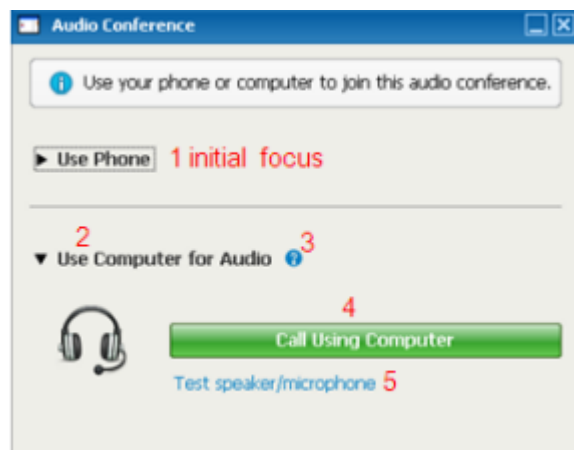 Audio Conference
Use your phone or computer to join this audio conference.
Use Phone 1 initial focus
2 3
Use Computer for Audio ?
4
Call Using Computer
Test speaker/microphone 5